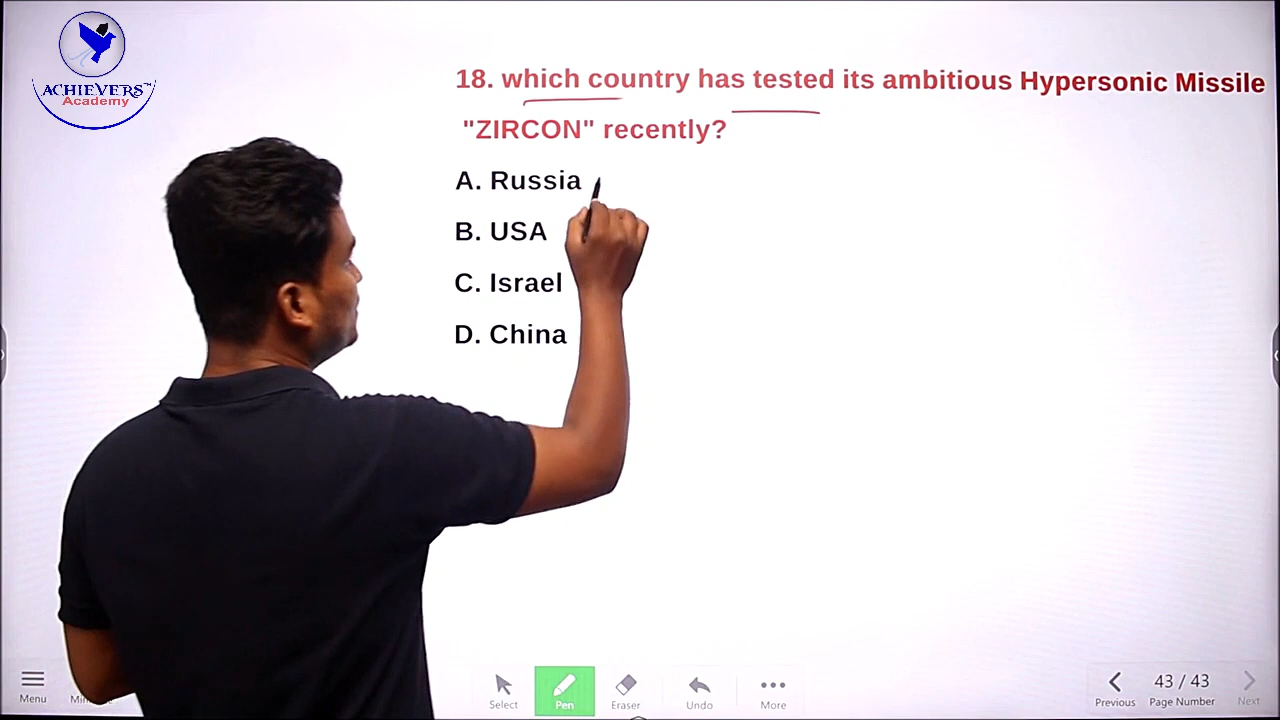 ACHIEVERS™
Academy
18. which country has tested its ambitious Hypersonic Missile
"ZIRCON" recently?
A. Russia
B. USA
C. Israel
D. China
Menu
Select
Pen
Eraser
Undo
More
Previous
43 / 43
Page Number
Next